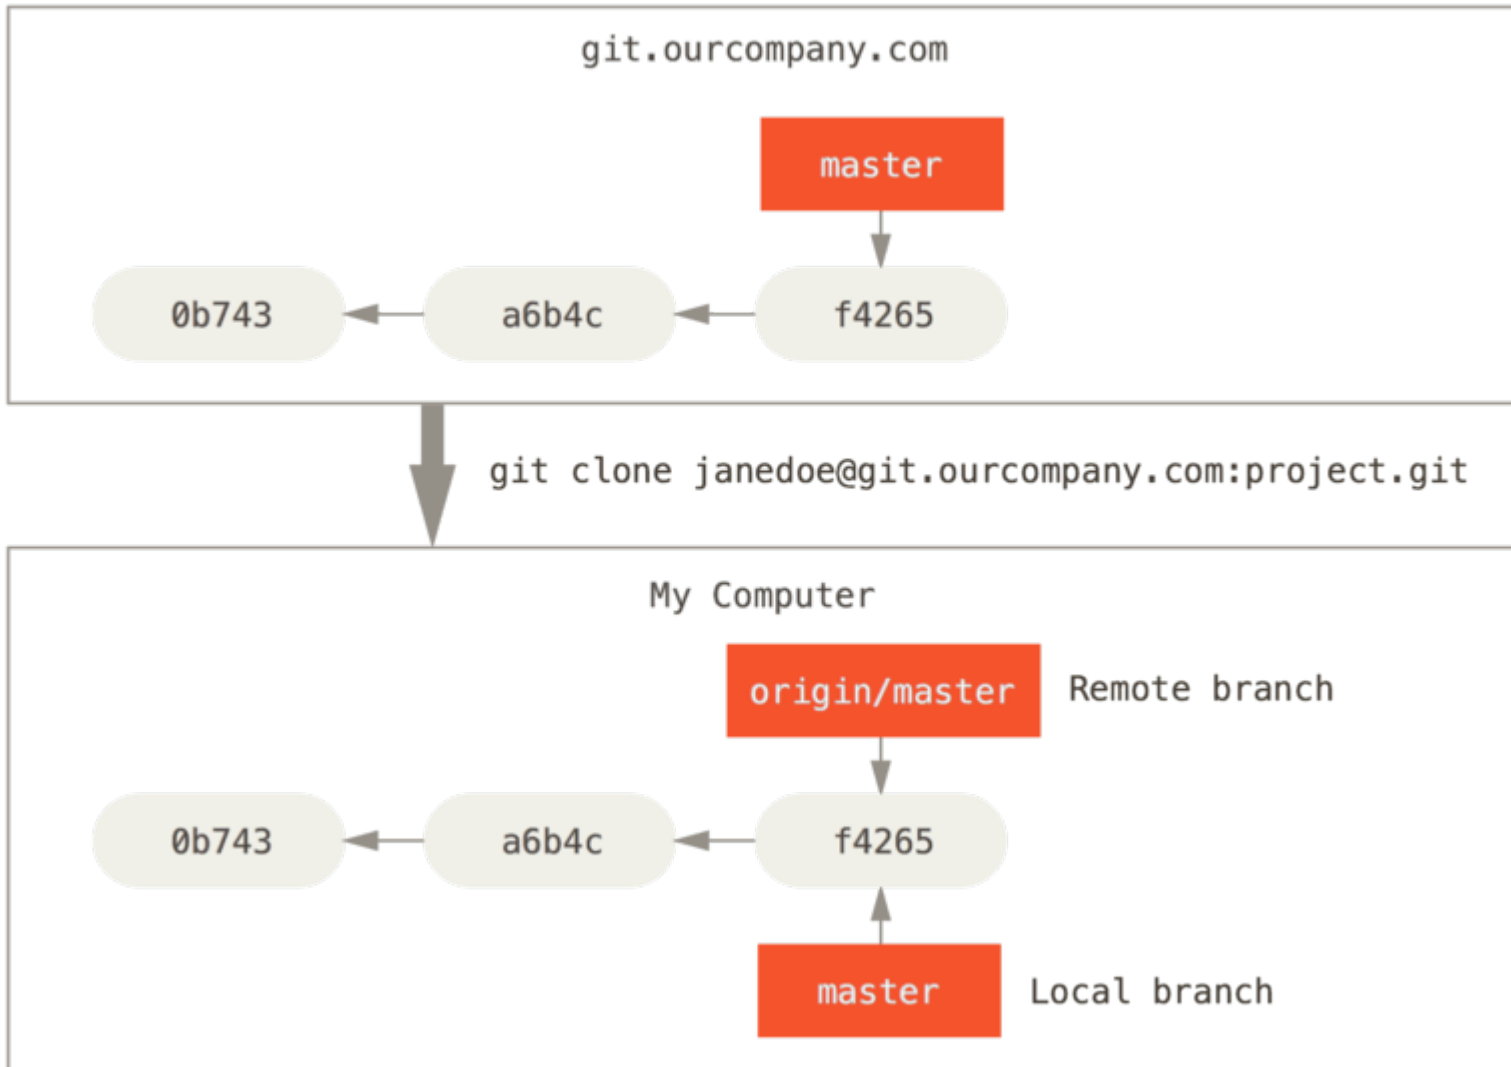 git.ourcompany.com
master
0b743 a6b4c f4265
git clone janedoe@git.ourcompany.com:project.git
My Computer
origin/master Remote branch
0b743 a6b4c f4265
master Local branch